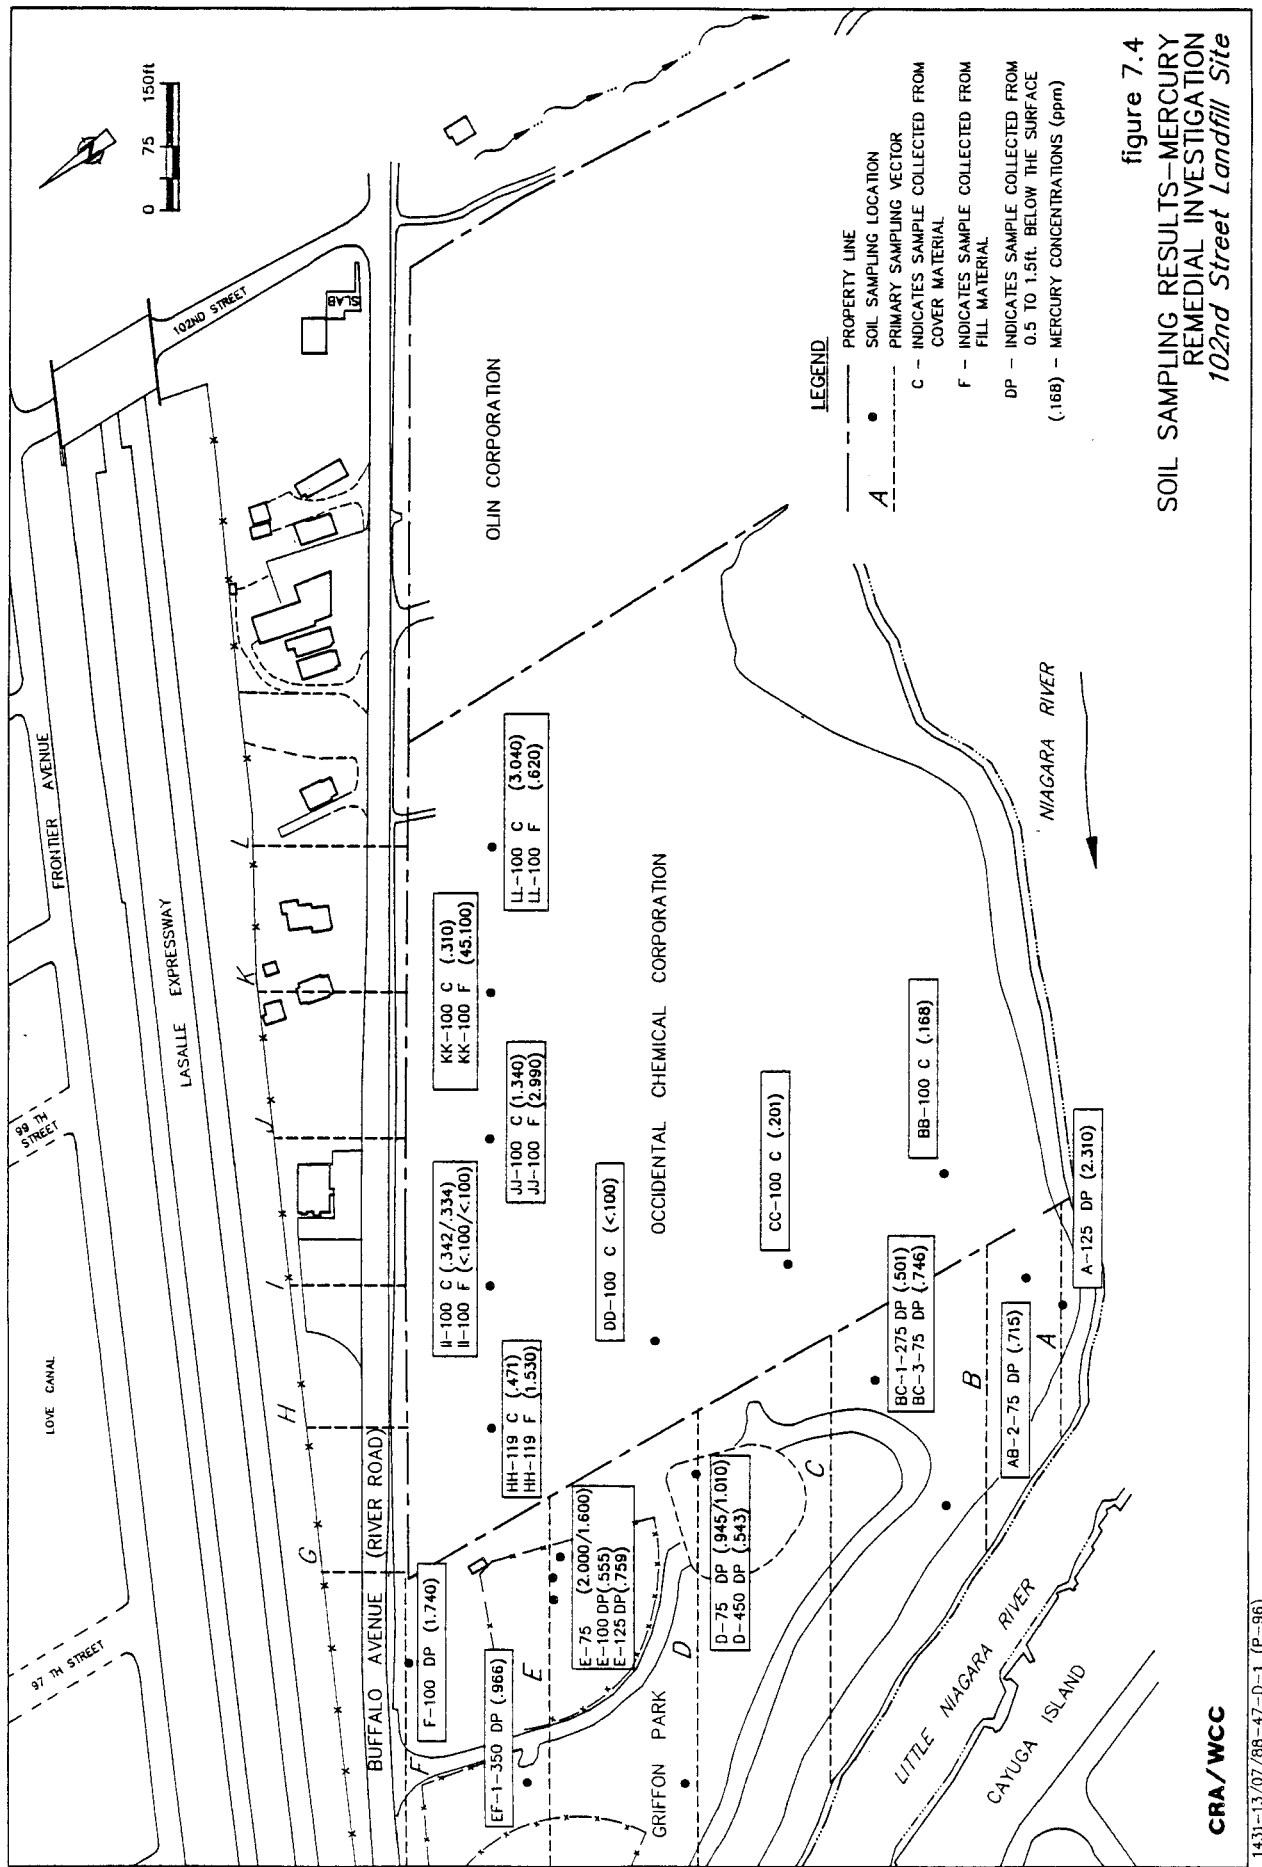 0 75 150ft
FRONTIER AVENUE
LASALLE EXPRESSWAY
102ND STREET
SLAB
99 TH
STREET
97 TH STREET
LOVE CANAL
BUFFALO AVENUE (RIVER ROAD)
OLIN CORPORATION
OCCIDENTAL CHEMICAL CORPORATION
GRIFFON PARK
NIAGARA RIVER
LITTLE NIAGARA RIVER
CAYUGA ISLAND
F
G
H
I
J
K
L
E
D
C
B
A
F-100 DP (1.740)
EF-1-350 DP (.966)
E-75 (2.000/1.600)
E-100 DP (.555)
E-125 DP (.759)
D-75 DP (.945/1.010)
D-450 DP (.543)
HH-119 C (.471)
HH-119 F (1.530)
II-100 C (.342/.334)
II-100 F (<.100/<.100)
JJ-100 C (1.340)
JJ-100 F (2.990)
KK-100 C (.310)
KK-100 F (45.100)
LL-100 C (3.040)
LL-100 F (.620)
DD-100 C (<.100)
CC-100 C (.201)
BB-100 C (.168)
BC-1-275 DP (.501)
BC-3-75 DP (.746)
AB-2-75 DP (.715)
A-125 DP (2.310)
LEGEND
PROPERTY LINE
SOIL SAMPLING LOCATION
A PRIMARY SAMPLING VECTOR
C - INDICATES SAMPLE COLLECTED FROM
COVER MATERIAL
F - INDICATES SAMPLE COLLECTED FROM
FILL MATERIAL
DP - INDICATES SAMPLE COLLECTED FROM
0.5 TO 1.5ft. BELOW THE SURFACE
(.168) - MERCURY CONCENTRATIONS (ppm)
figure 7.4
SOIL SAMPLING RESULTS-MERCURY
REMEDIAL INVESTIGATION
102nd Street Landfill Site
CRA/WCC
1431-13/07/88-47-D-1 (P-96)